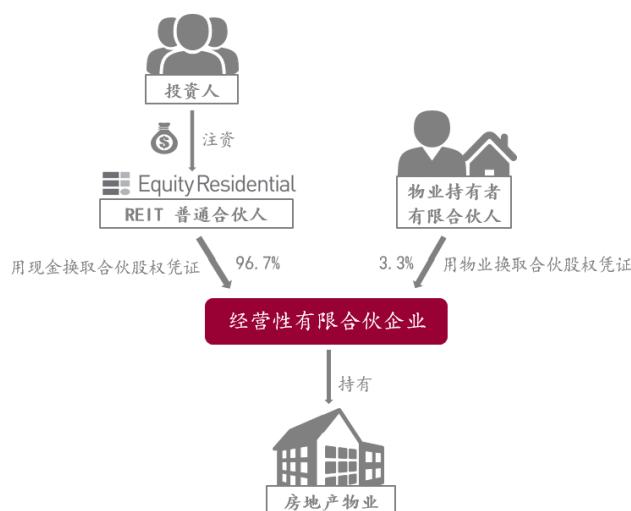 投资人
$
注资
Equity Residential
REIT 普通合伙人
物业持有者
有限合伙人
用现金换取合伙股权凭证
96.7%
3.3%
用物业换取合伙股权凭证
经营性有限合伙企业
持有
房地产物业